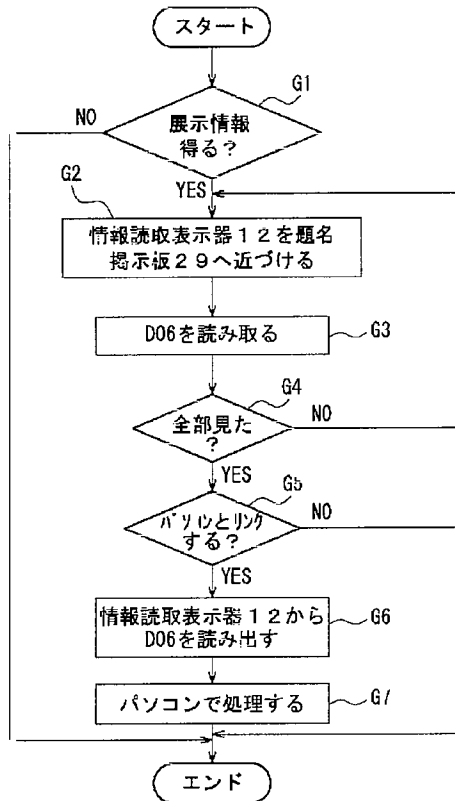 スタート
G1
NO
展示情報
得る？
G2
YES
情報読取表示器１２を題名
掲示板２９へ近づける
D06を読み取る
G3
G4
全部見た
？
NO
YES
G5
パソコンとリンク
する？
NO
YES
情報読取表示器１２から
D06を読み出す
G6
パソコンで処理する
G7
エンド